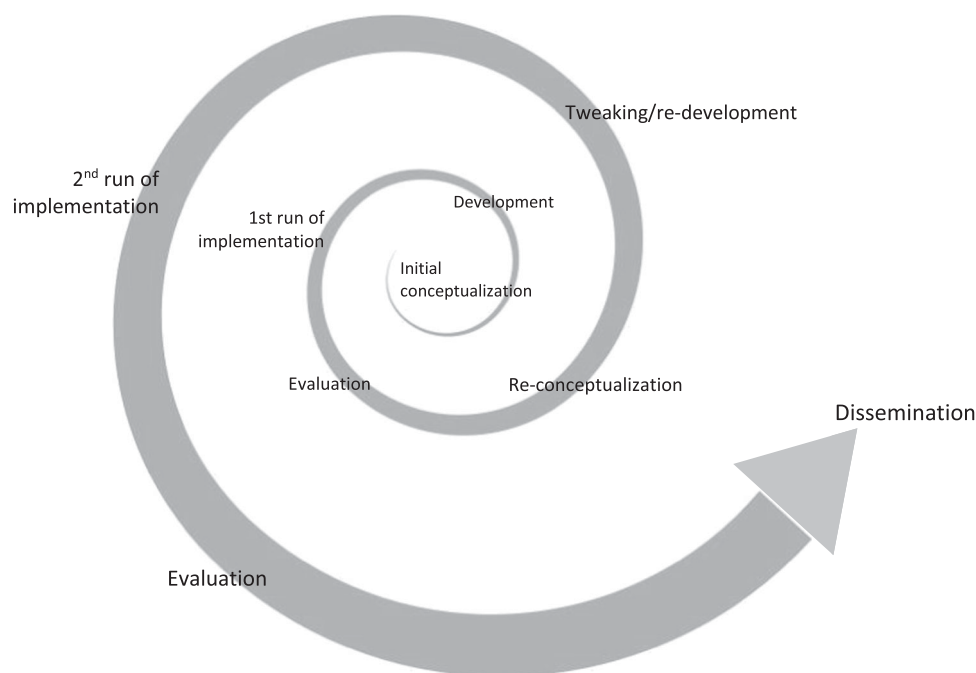 Tweaking/re-development
2nd run of
implementation
Development
1st run of
implementation
Initial
conceptualization
Evaluation
Re-conceptualization
Dissemination
Evaluation